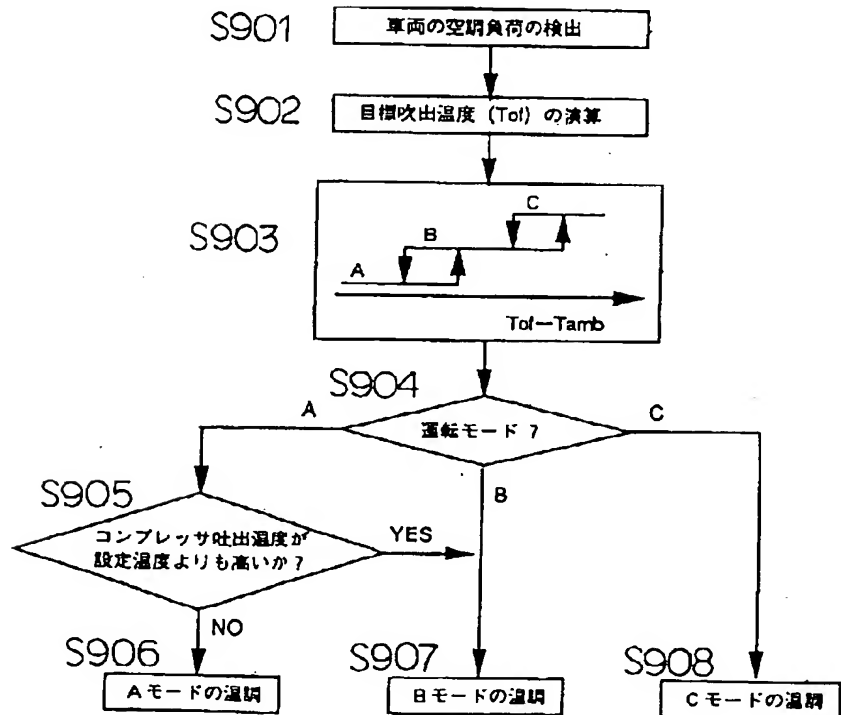 S901
車両の空調負荷の検出
S902
目標吹出温度 (Tof) の演算
S903
C
B
A
Tof-Tamb
S904
A
運転モード？
C
S905
B
コンプレッサ吐出温度が
設定温度よりも高いか？
YES
NO
S906
Aモードの温調
S907
Bモードの温調
S908
Cモードの温調